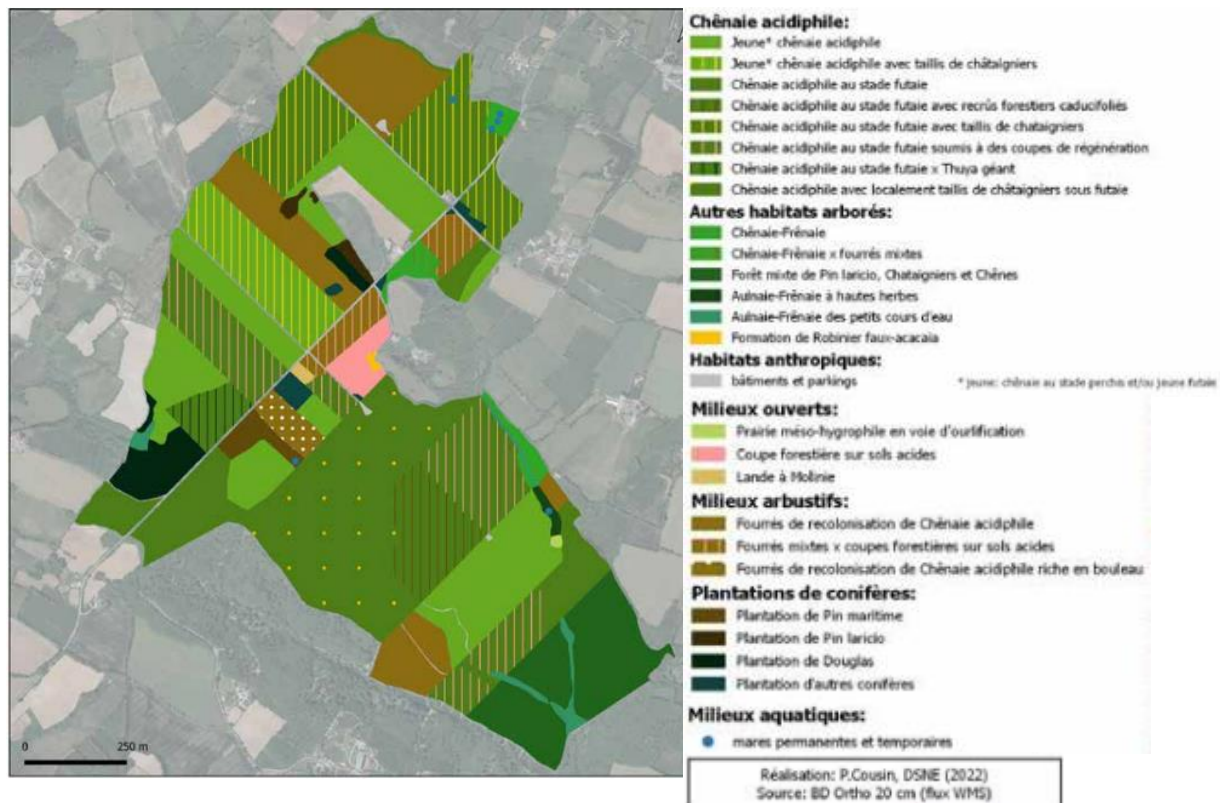 Chênaie acidiphile:
Jeune* chênaie acidiphile
Jeune* chênaie acidiphile avec taillis de châtaigniers
Chênaie acidiphile au stade futaie
Chênaie acidiphile au stade futaie avec recrûs forestiers caducifoliés
Chênaie acidiphile au stade futaie avec taillis de chataigniers
Chênaie acidiphile au stade futaie soumis à des coupes de régénération
Chênaie acidiphile au stade futaie x Thuya géant
Chênaie acidiphile avec localement taillis de châtaigniers sous futaie
Autres habitats arborés:
Chênaie-Frênaie
Chênaie-Frênaie x fourrés mixtes
Forêt mixte de Pin laricio, Chataigniers et Chênes
Aulnaie-Frênaie à hautes herbes
Aulnaie-Frênaie des petits cours d'eau
Formation de Robinier faux-acacaia
Habitats anthropiques:
bâtiments et parkings
* jeune: chênaie au stade perchis et/ou jeune futaie
Milieux ouverts:
Prairie méso-hygrophile en voie d'ourlification
Coupe forestière sur sols acides
Lande à Molinie
Milieux arbustifs:
Fourrés de recolonisation de Chênaie acidiphile
Fourrés mixtes x coupes forestières sur sols acides
Fourrés de recolonisation de Chênaie acidiphile riche en bouleau
Plantations de conifères:
Plantation de Pin maritime
Plantation de Pin laricio
Plantation de Douglas
Plantation d'autres conifères
Milieux aquatiques:
mares permanentes et temporaires
Réalisation: P.Cousin, DSNE (2022)
Source: BD Ortho 20 cm (flux WMS)
0 250 m